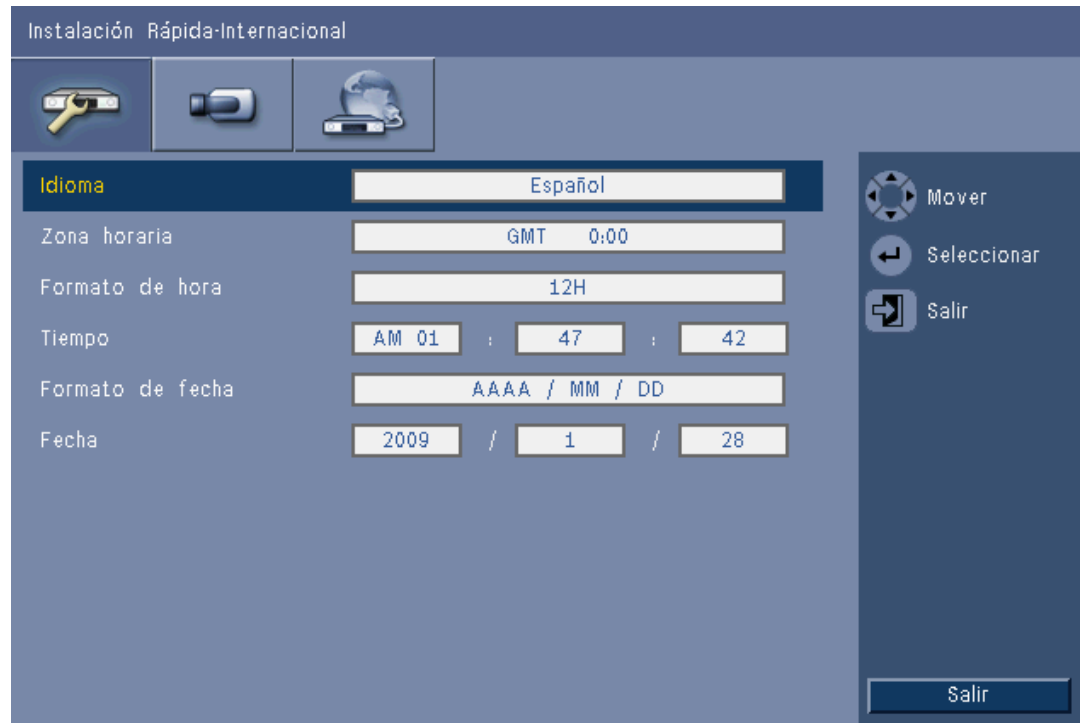 Instalación Rápida-Internacional
Idioma Español
Zona horaria GMT 0:00
Formato de hora 12H
Tiempo AM 01 : 47 : 42
Formato de fecha AAAA / MM / DD
Fecha 2009 / 1 / 28
Mover
Seleccionar
Salir
Salir